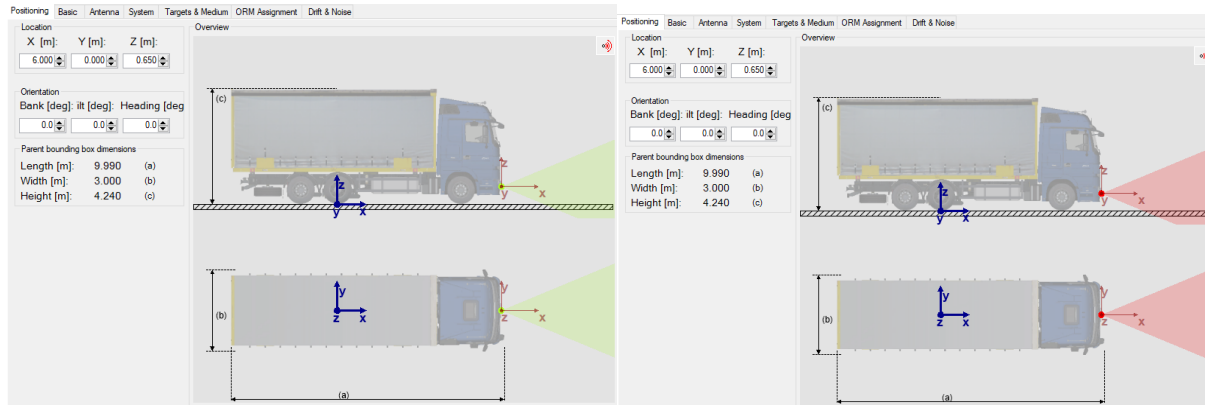 Positioning Basic Antenna System Targets & Medium ORM Assignment Drift & Noise
Location
X [m]: Y [m]: Z [m]:
6.000 0.000 0.650
Orientation
Bank [deg]: ilt [deg]: Heading [deg
0.0 0.0 0.0
Parent bounding box dimensions
Length [m]: 9.990 (a)
Width [m]: 3.000 (b)
Height [m]: 4.240 (c)
Overview
(c)
z
y x
z
y x
(b)
y
z x
y
z x
(a)
Positioning Basic Antenna System Targets & Medium ORM Assignment Drift & Noise
Location
X [m]: Y [m]: Z [m]:
6.000 0.000 0.650
Orientation
Bank [deg]: ilt [deg]: Heading [deg
0.0 0.0 0.0
Parent bounding box dimensions
Length [m]: 9.990 (a)
Width [m]: 3.000 (b)
Height [m]: 4.240 (c)
Overview
(c)
z
y x
z
y x
(b)
y
z x
y
z x
(a)